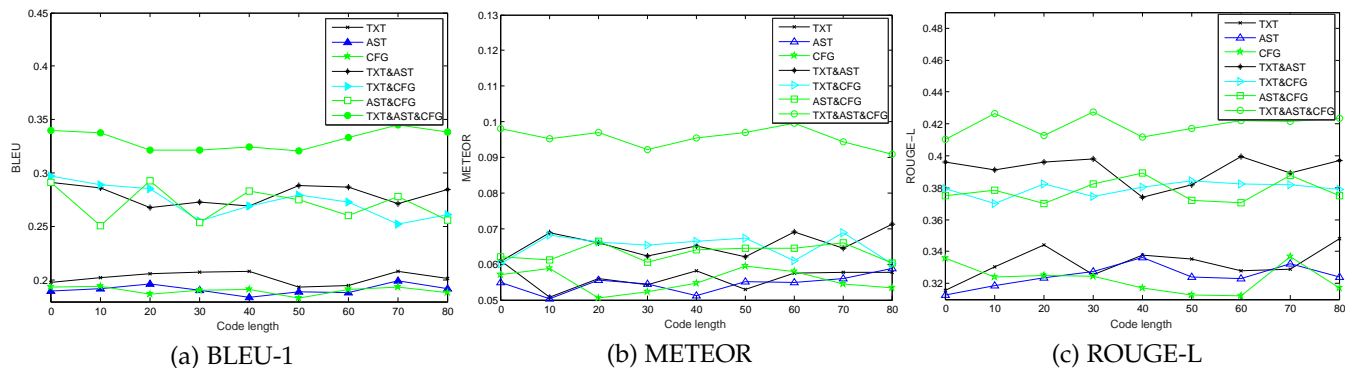 0.45
0.4
0.35
0.3
0.25
0.2
BLEU
0 10 20 30 40 50 60 70 80
Code length
TXT
AST
CFG
TXT&AST
TXT&CFG
AST&CFG
TXT&AST&CFG
(a) BLEU-1
0.13
0.12
0.11
0.1
0.09
0.08
0.07
0.06
0.05
METEOR
0 10 20 30 40 50 60 70 80
Code length
TXT
AST
CFG
TXT&AST
TXT&CFG
AST&CFG
TXT&AST&CFG
(b) METEOR
0.48
0.46
0.44
0.42
0.4
0.38
0.36
0.34
0.32
ROUGE-L
0 10 20 30 40 50 60 70 80
Code length
TXT
AST
CFG
TXT&AST
TXT&CFG
AST&CFG
TXT&AST&CFG
(c) ROUGE-L